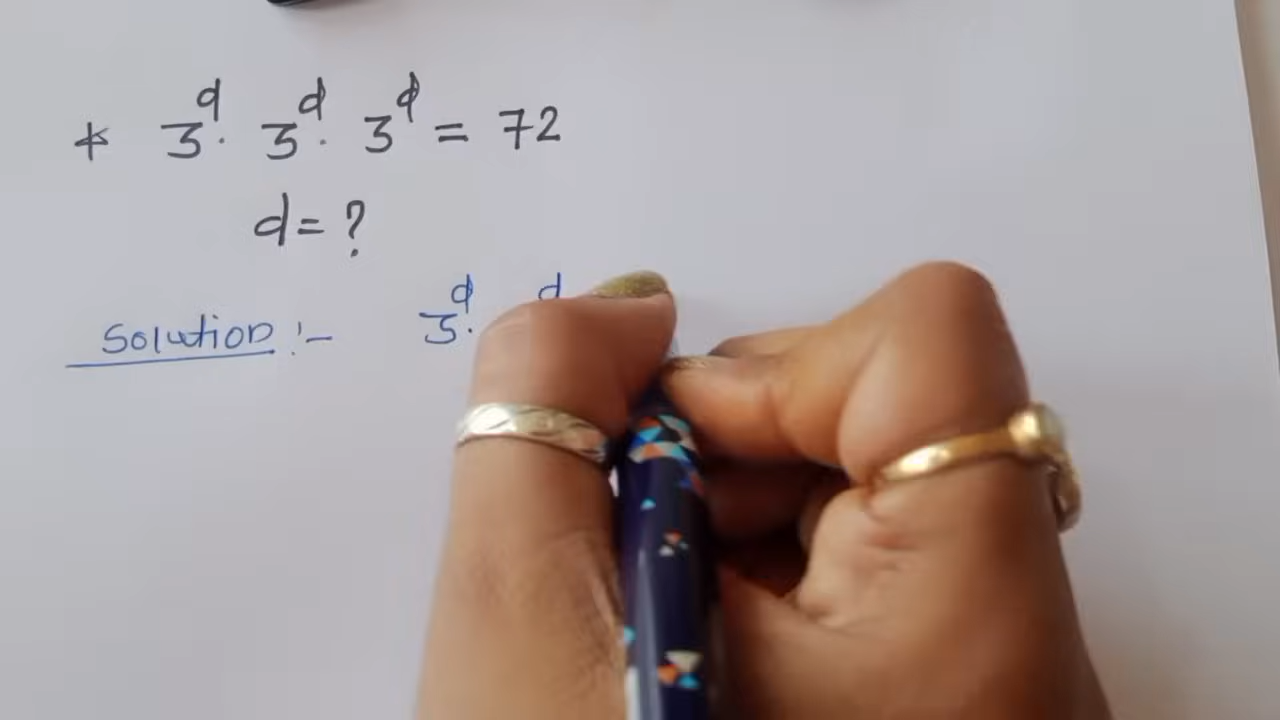 * 3^d . 3^d . 3^d = 72
d = ?
Solution :- 3^d . d